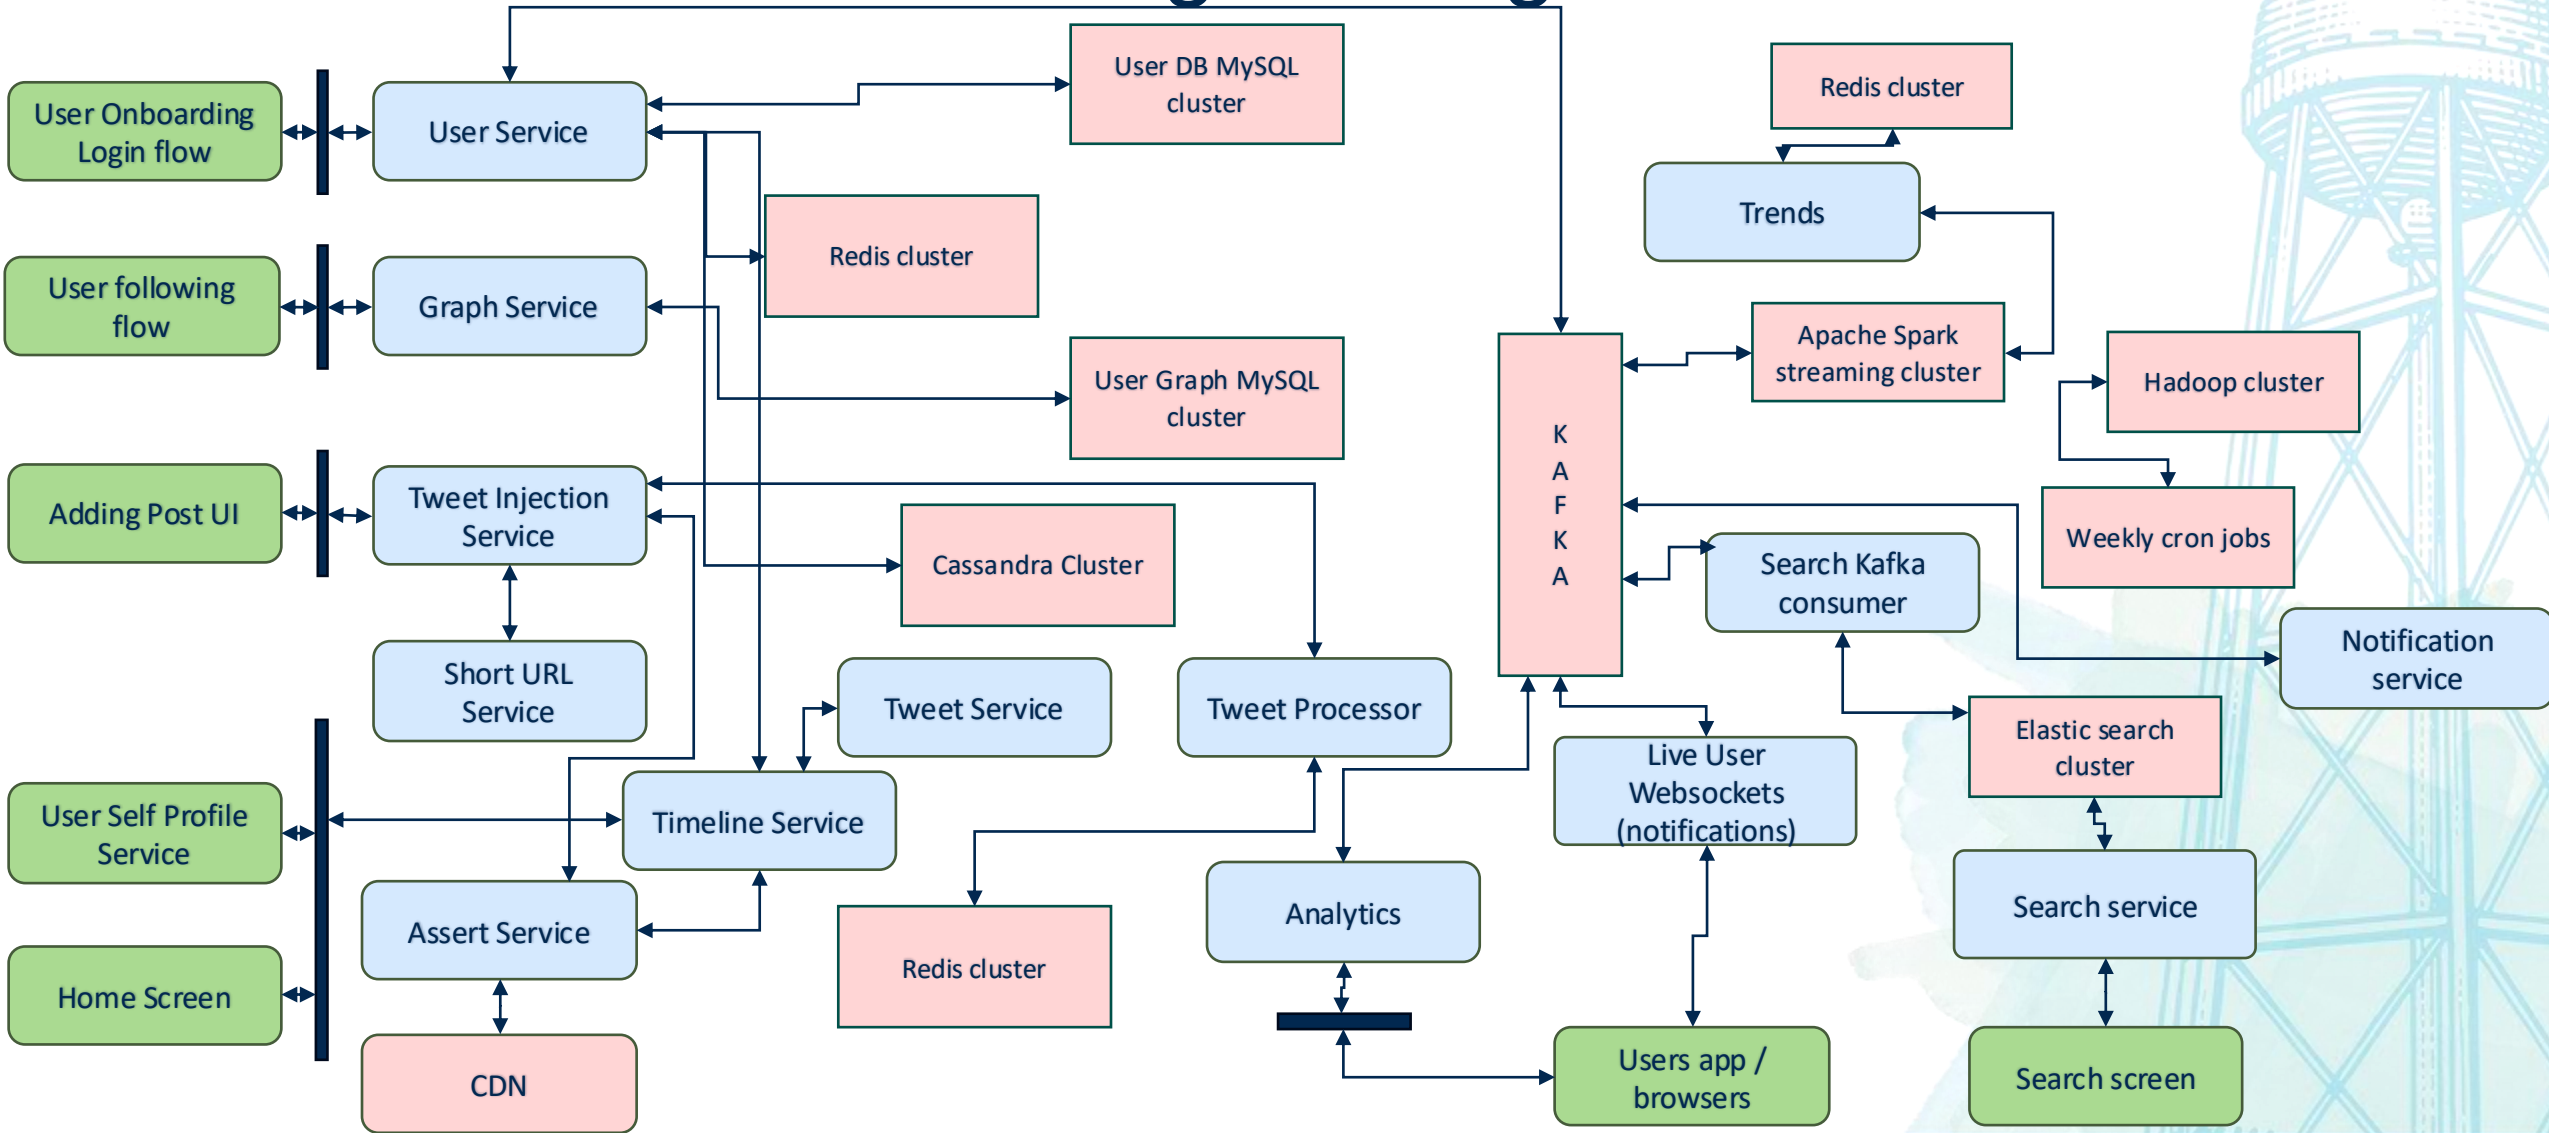 User DB MySQL
cluster
Redis cluster
User Onboarding
Login flow
User Service
Trends
Redis cluster
User following
flow
Graph Service
Apache Spark
streaming cluster
User Graph MySQL
cluster
Hadoop cluster
K
A
F
K
A
Adding Post UI
Tweet Injection
Service
Cassandra Cluster
Weekly cron jobs
Search Kafka
consumer
Notification
service
Short URL
Service
Tweet Service
Tweet Processor
Elastic search
cluster
Live User
Websockets
(notifications)
User Self Profile
Service
Timeline Service
Assert Service
Analytics
Search service
Redis cluster
Home Screen
CDN
Users app /
browsers
Search screen